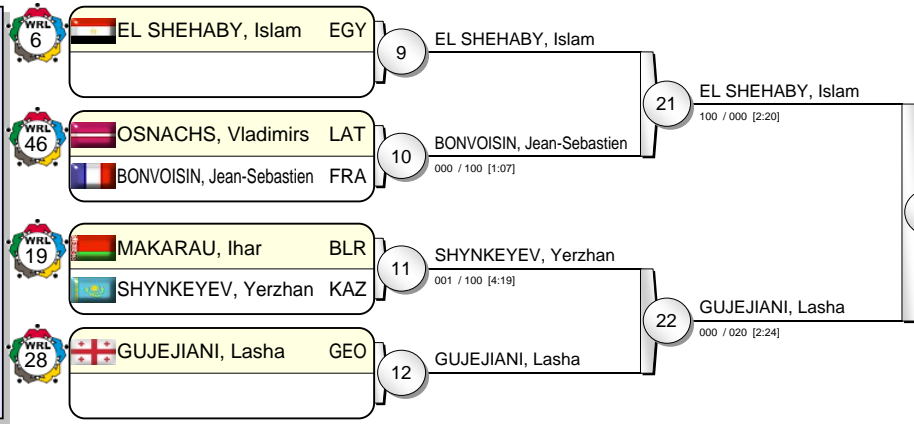 WRL
6
EL SHEHABY, Islam EGY
9
EL SHEHABY, Islam
21
EL SHEHABY, Islam
100 / 000 [2:20]
WRL
46
OSNACHS, Vladimirs LAT
BONVOISIN, Jean-Sebastien FRA
10
BONVOISIN, Jean-Sebastien
000 / 100 [1:07]
WRL
19
MAKARAU, Ihar BLR
SHYNKEYEV, Yerzhan KAZ
11
SHYNKEYEV, Yerzhan
001 / 100 [4:19]
22
GUJEJIANI, Lasha
000 / 020 [2:24]
WRL
28
GUJEJIANI, Lasha GEO
12
GUJEJIANI, Lasha